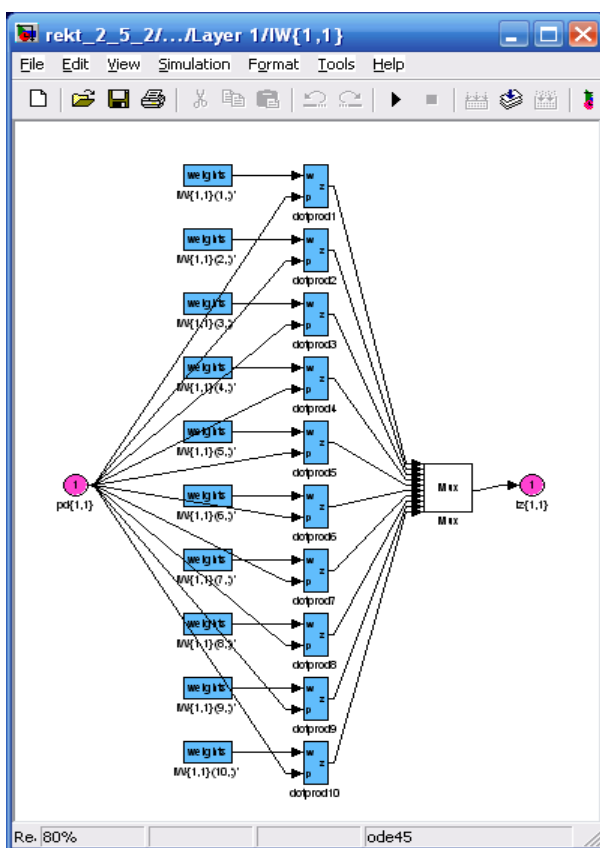 rekt_2_5_2/.../Layer 1/IW{1,1}
File Edit View Simulation Format Tools Help
weights
IW{1,1}(1,:)'
w
p
z
dotprod1
weights
IW{1,1}(2,:)'
w
p
z
dotprod2
weights
IW{1,1}(3,:)'
w
p
z
dotprod3
weights
IW{1,1}(4,:)'
w
p
z
dotprod4
weights
IW{1,1}(5,:)'
w
p
z
dotprod5
weights
IW{1,1}(6,:)'
w
p
z
dotprod6
weights
IW{1,1}(7,:)'
w
p
z
dotprod7
weights
IW{1,1}(8,:)'
w
p
z
dotprod8
weights
IW{1,1}(9,:)'
w
p
z
dotprod9
weights
IW{1,1}(10,:)'
w
p
z
dotprod10
1
pd{1,1}
Mux
Mux
1
iz{1,1}
Re. 80% ode45